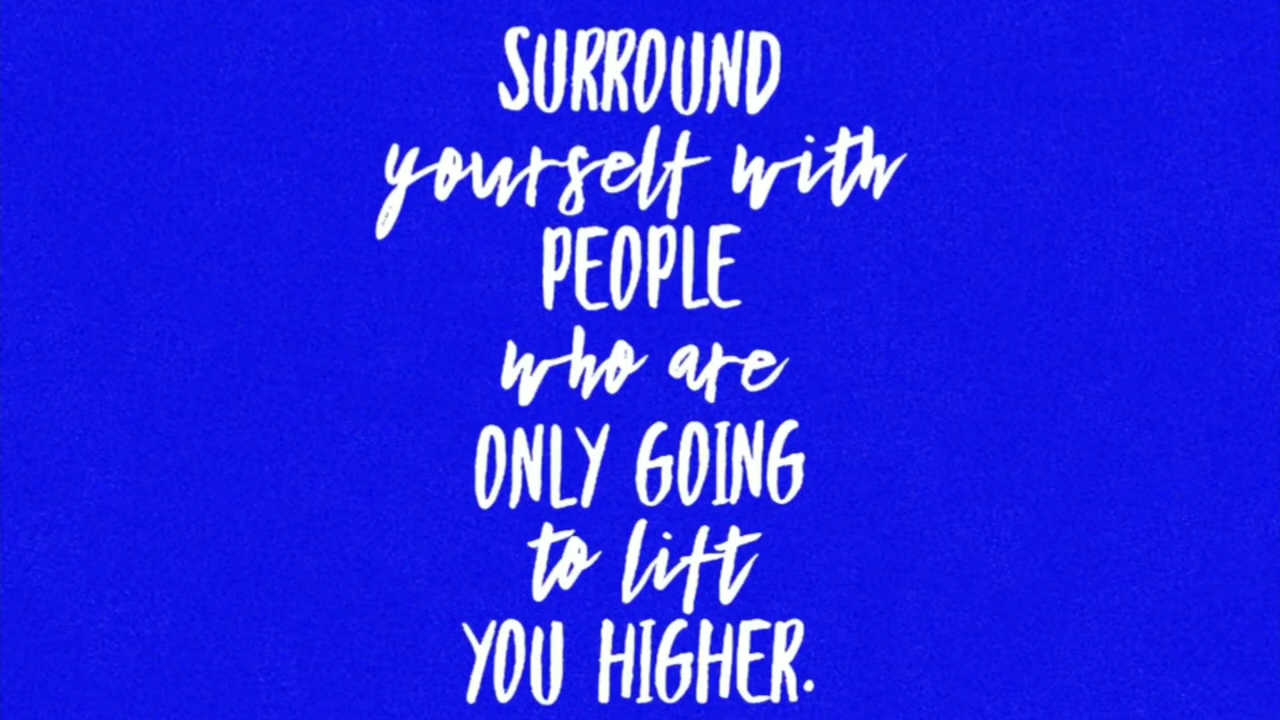 SURROUND
yourself with
PEOPLE
who are
ONLY GOING
to lift
YOU HIGHER.